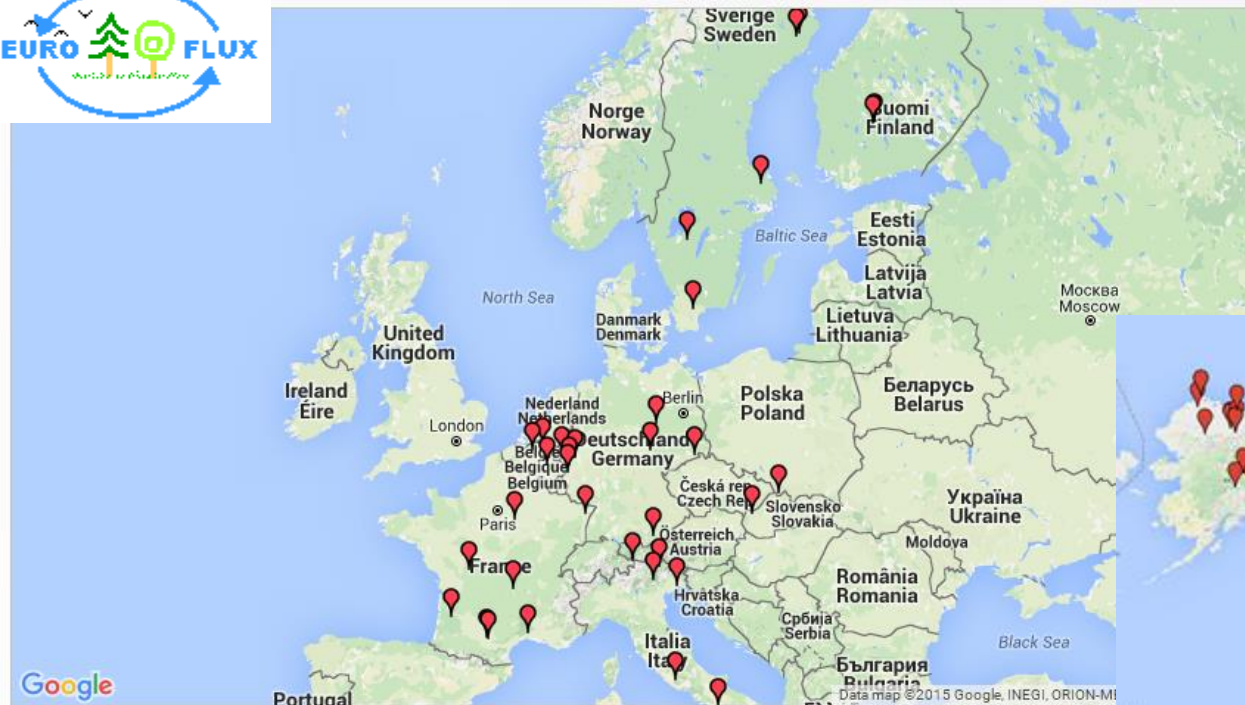 EURO FLUX
Sverige
Sweden
Norge
Norway
Suomi
Finland
Baltic Sea
Eesti
Estonia
Latvija
Latvia
Lietuva
Lithuania
Москва
Moscow
North Sea
Danmark
Denmark
United
Kingdom
Ireland
Éire
London
Nederland
Netherlands
Berlin
Polska
Poland
Беларусь
Belarus
Deutschland
Germany
België
Belgique
Belgium
Česká rep
Czech Rep
Slovensko
Slovakia
Україна
Ukraine
Paris
Österreich
Austria
Moldova
France
România
Romania
Hrvatska
Croatia
Србија
Serbia
Italia
Italy
Black Sea
България
Bulgaria
Portugal
Google
Data map ©2015 Google, INEGI, ORION-ME